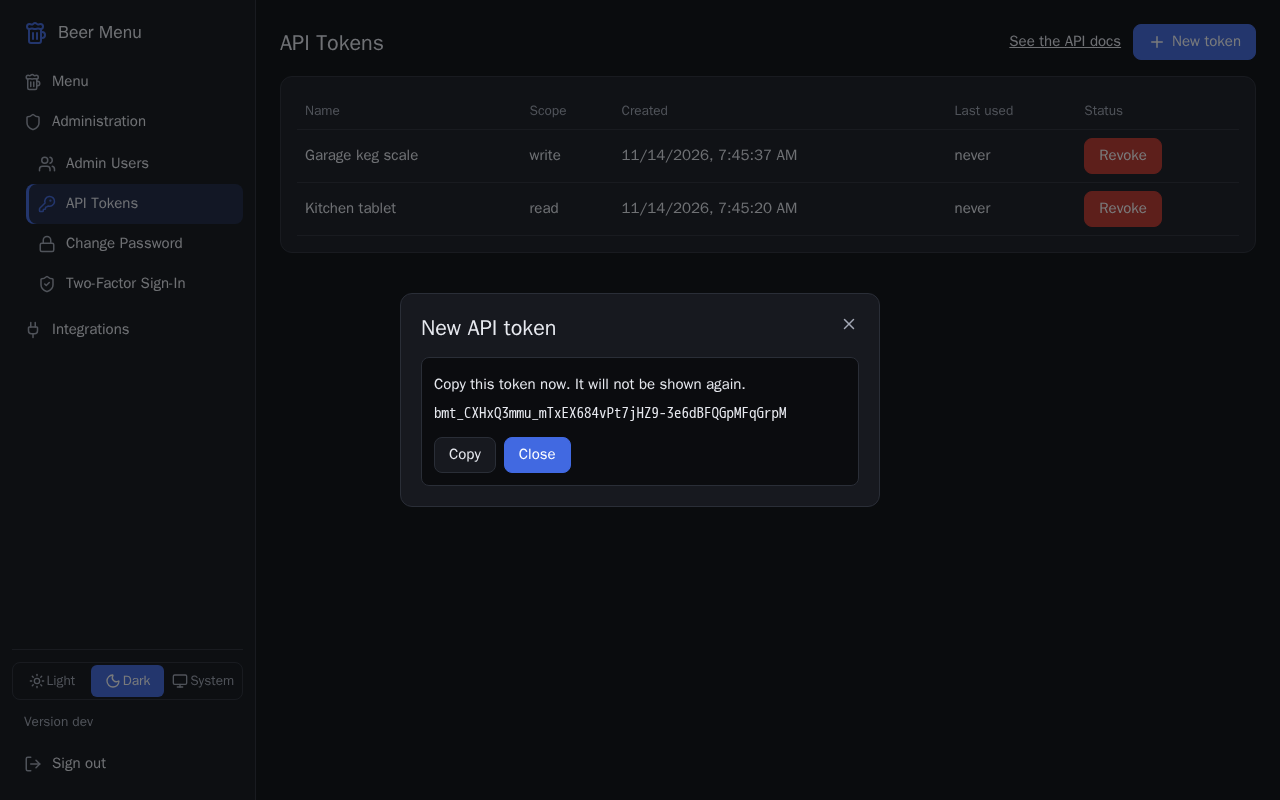 Beer Menu
Menu
Administration
Admin Users
API Tokens
Change Password
Two-Factor Sign-In
Integrations
Light Dark System
Version dev
Sign out
API Tokens
See the API docs
New token
Name Scope Created Last used Status
Garage keg scale write 11/14/2026, 7:45:37 AM never Revoke
Kitchen tablet read 11/14/2026, 7:45:20 AM never Revoke
New API token
Copy this token now. It will not be shown again.
bmt_CXHxQ3mmu_mTxEX684vPt7jHZ9-3e6dBFQGpMFqGrpM
Copy Close